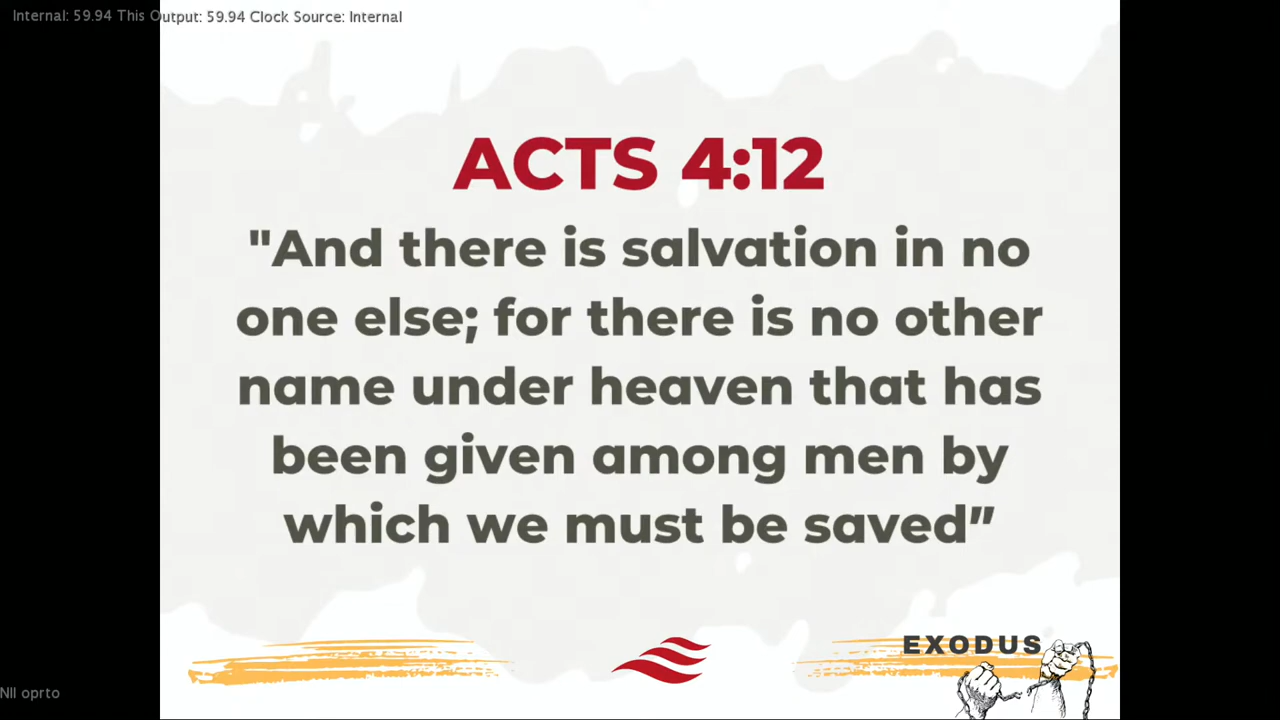 Internal: 59.94 This Output: 59.94 Clock Source: Internal
ACTS 4:12
"And there is salvation in no
one else; for there is no other
name under heaven that has
been given among men by
which we must be saved”
EXODUS
NII oprto